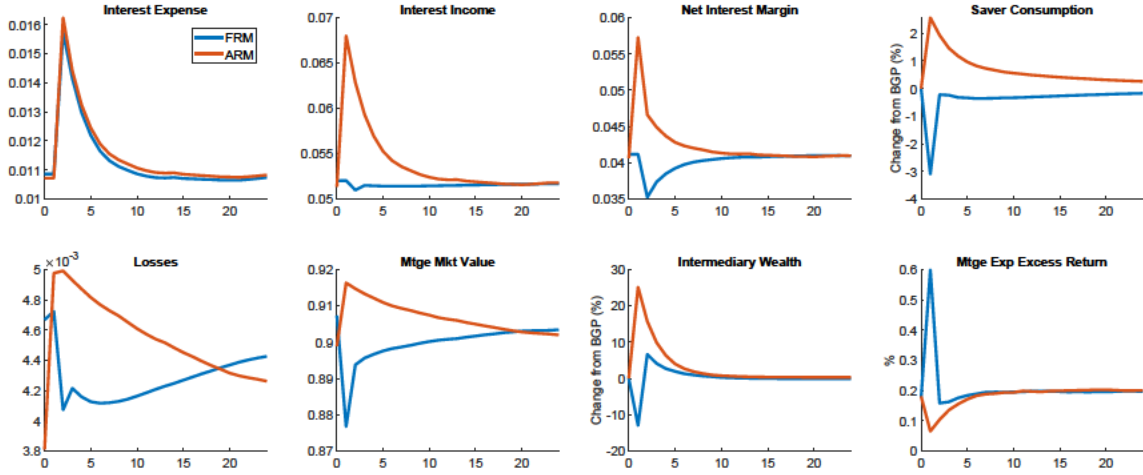 Interest Expense
0.016
0.015
0.014
0.013
0.012
0.011
0.01
0 5 10 15 20
FRM
ARM
Interest Income
0.07
0.065
0.06
0.055
0.05
0 5 10 15 20
Net Interest Margin
0.06
0.055
0.05
0.045
0.04
0.035
0 5 10 15 20
Saver Consumption
Change from BGP (%)
2
1
0
-1
-2
-3
-4
0 5 10 15 20
Losses
×10-3
5
4.8
4.6
4.4
4.2
4
3.8
0 5 10 15 20
Mtge Mkt Value
0.92
0.91
0.9
0.89
0.88
0.87
0 5 10 15 20
Intermediary Wealth
Change from BGP (%)
30
20
10
0
-10
-20
0 5 10 15 20
Mtge Exp Excess Return
%
0.6
0.5
0.4
0.3
0.2
0.1
0
0 5 10 15 20